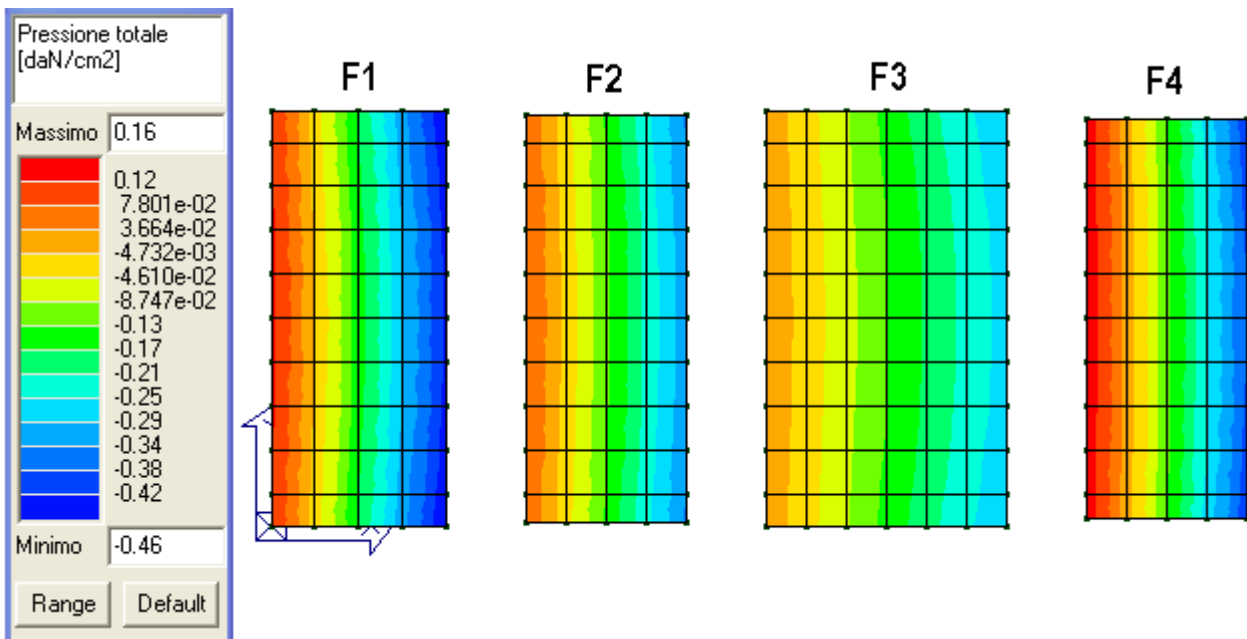 Pressione totale
[daN/cm2]
Massimo 0.16
0.12
7.801e-02
3.664e-02
-4.732e-03
-4.610e-02
-8.747e-02
-0.13
-0.17
-0.21
-0.25
-0.29
-0.34
-0.38
-0.42
Minimo -0.46
Range Default
F1 F2 F3 F4